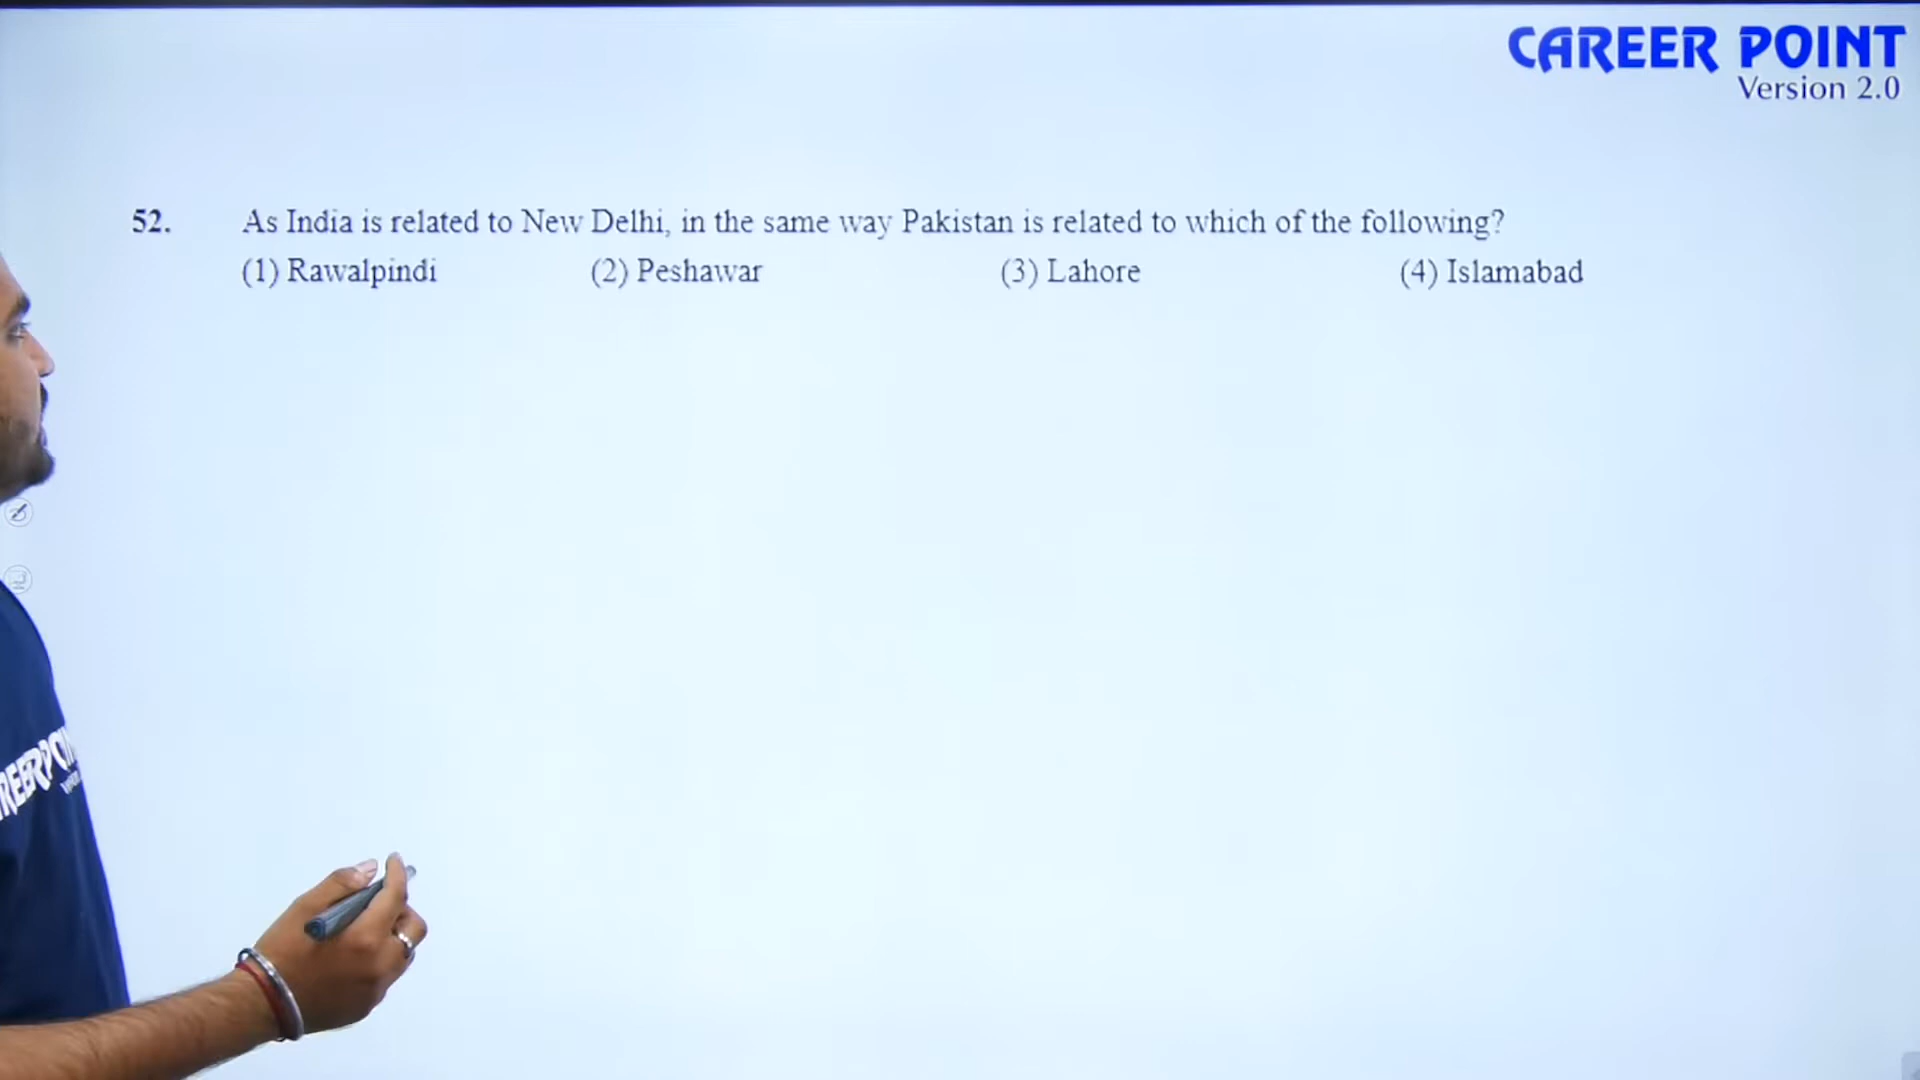 CAREER POINT
Version 2.0
52. As India is related to New Delhi, in the same way Pakistan is related to which of the following?
(1) Rawalpindi (2) Peshawar (3) Lahore (4) Islamabad